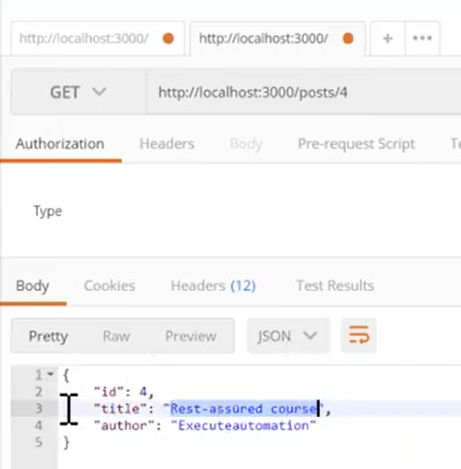 http://localhost:3000/ http://localhost:3000/ + •••
GET http://localhost:3000/posts/4
Authorization Headers Body Pre-request Script
Type
Body Cookies Headers (12) Test Results
Pretty Raw Preview JSON
1 {
2 "id": 4,
3 "title": "Rest-assured course",
4 "author": "Executeautomation"
5 }